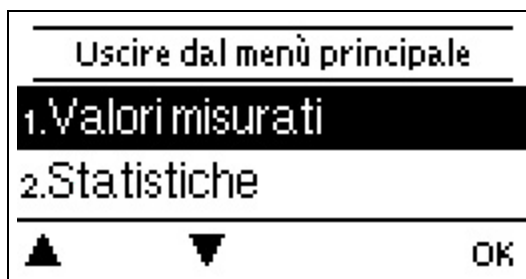 Uscire dal menù principale
1.Valori misurati
2.Statistiche
▲ ▼ OK